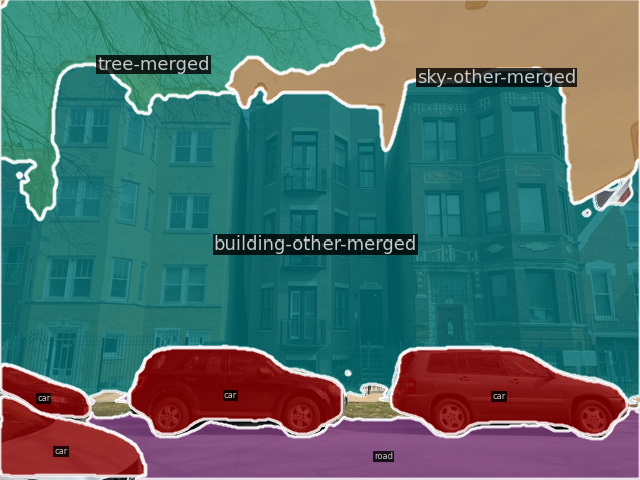 tree-merged
sky-other-merged
building-other-merged
car
car
car
car
road